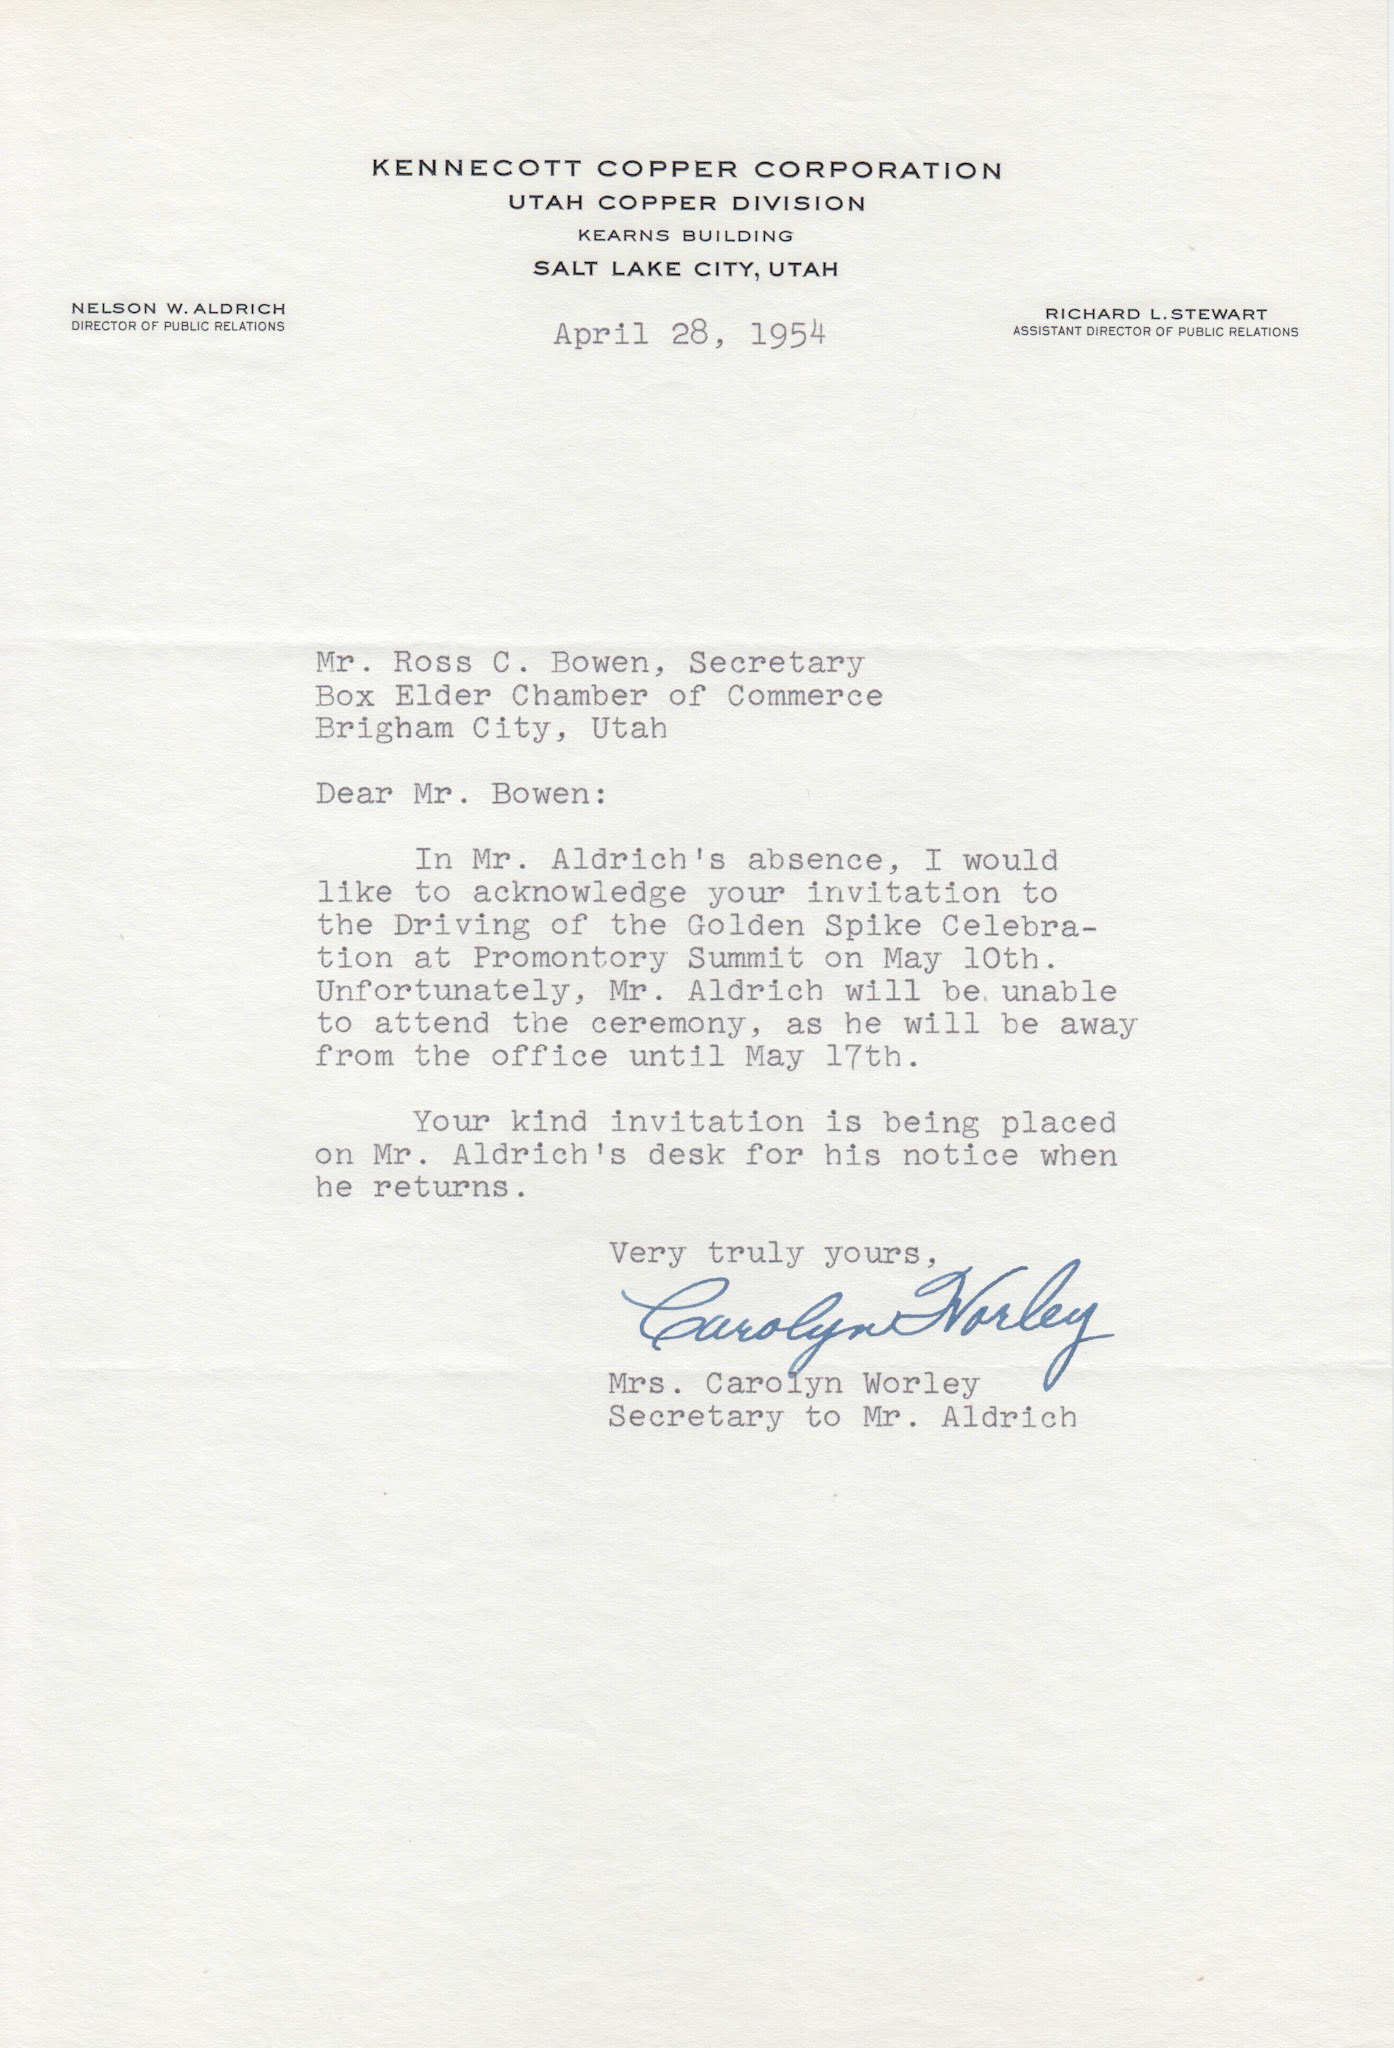 KENNECOTT COPPER CORPORATION
UTAH COPPER DIVISION
KEARNS BUILDING
SALT LAKE CITY, UTAH
NELSON W. ALDRICH
DIRECTOR OF PUBLIC RELATIONS
RICHARD L. STEWART
ASSISTANT DIRECTOR OF PUBLIC RELATIONS
April 28, 1954
Mr. Ross C. Bowen, Secretary
Box Elder Chamber of Commerce
Brigham City, Utah
Dear Mr. Bowen:
In Mr. Aldrich's absence, I would
like to acknowledge your invitation to
the Driving of the Golden Spike Celebra-
tion at Promontory Summit on May 10th.
Unfortunately, Mr. Aldrich will be unable
to attend the ceremony, as he will be away
from the office until May 17th.
Your kind invitation is being placed
on Mr. Aldrich's desk for his notice when
he returns.
Very truly yours,
Carolyn Worley
Mrs. Carolyn Worley
Secretary to Mr. Aldrich